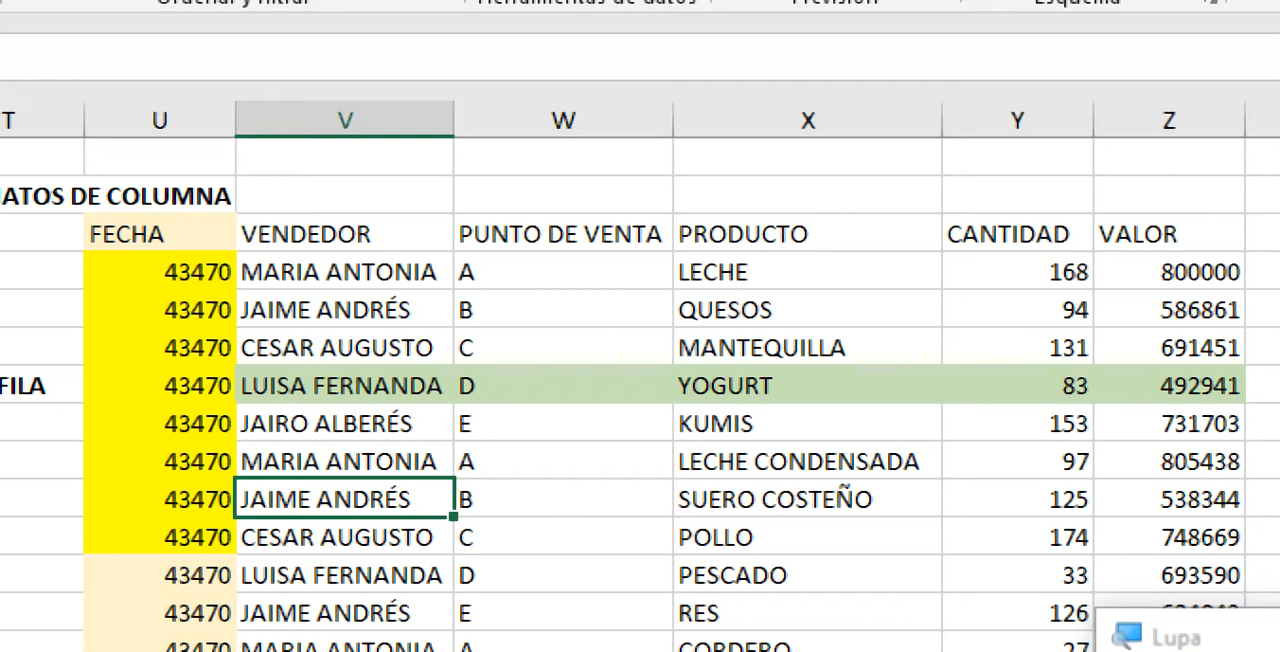 Ordenar y filtrar Herramientas de datos Previsión Esquema
T U V W X Y Z
ATOS DE COLUMNA
FECHA VENDEDOR PUNTO DE VENTA PRODUCTO CANTIDAD VALOR
43470 MARIA ANTONIA A LECHE 168 800000
43470 JAIME ANDRÉS B QUESOS 94 586861
43470 CESAR AUGUSTO C MANTEQUILLA 131 691451
FILA 43470 LUISA FERNANDA D YOGURT 83 492941
43470 JAIRO ALBERÉS E KUMIS 153 731703
43470 MARIA ANTONIA A LECHE CONDENSADA 97 805438
43470 JAIME ANDRÉS B SUERO COSTEÑO 125 538344
43470 CESAR AUGUSTO C POLLO 174 748669
43470 LUISA FERNANDA D PESCADO 33 693590
43470 JAIME ANDRÉS E RES 126
43470 MARIA ANTONIA A CORDERO 27
Lupa